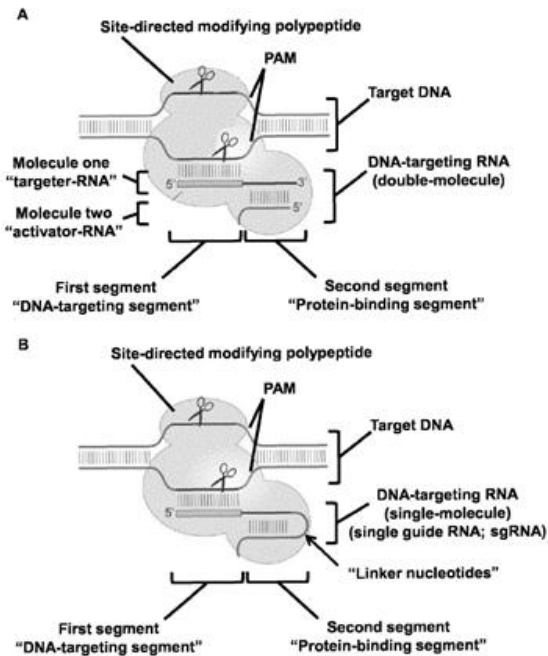 A
Site-directed modifying polypeptide
PAM
Target DNA
Molecule one
"targeter-RNA"
5'
3'
DNA-targeting RNA
(double-molecule)
Molecule two
"activator-RNA"
5'
First segment
"DNA-targeting segment"
Second segment
"Protein-binding segment"
B
Site-directed modifying polypeptide
PAM
Target DNA
5'
DNA-targeting RNA
(single-molecule)
(single guide RNA; sgRNA)
"Linker nucleotides"
First segment
"DNA-targeting segment"
Second segment
"Protein-binding segment"